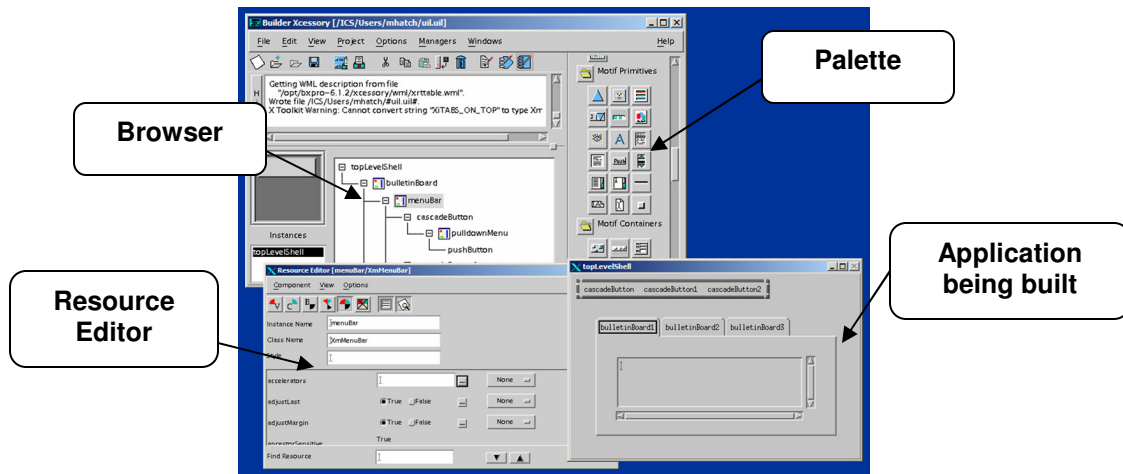 Builder Xcessory [/ICS/Users/mhatch/uil.uil]
File Edit View Project Options Managers Windows Help
Getting WML description from file
"/opt/bxpro-6.1.2/xcessory/wml/xrttable.wml".
Wrote file /ICS/Users/mhatch/#uil.uil#.
X Toolkit Warning: Cannot convert string "XiTABS_ON_TOP" to type Xm
H
Motif Primitives
Palette
Browser
topLevelShell
bulletinBoard
menuBar
cascadeButton
pulldownMenu
pushButton
Push
Motif Containers
Instances
topLevelShell
Resource Editor [menuBar/XmMenuBar]
Component View Options
Instance Name menuBar
Class Name XmMenuBar
Style
accelerators ... None
adjustLast True False ... None
adjustMargin True False ... None
ancestorSensitive True
Find Resource
Resource
Editor
topLevelShell
cascadeButton cascadeButton1 cascadeButton2
bulletinBoard1 bulletinBoard2 bulletinBoard3
Application
being built